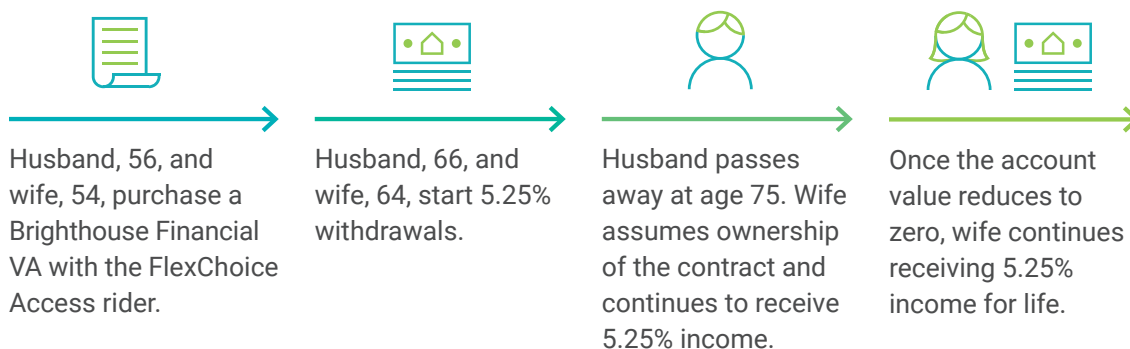 Husband, 56, and
wife, 54, purchase a
Brighthouse Financial
VA with the FlexChoice
Access rider.
Husband, 66, and
wife, 64, start 5.25%
withdrawals.
Husband passes
away at age 75. Wife
assumes ownership
of the contract and
continues to receive
5.25% income.
Once the account
value reduces to
zero, wife continues
receiving 5.25%
income for life.